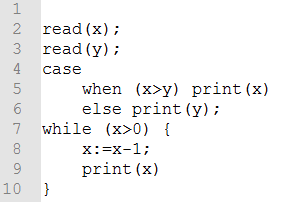 1
2 read(x);
3 read(y);
4 case
5     when (x>y) print(x)
6     else print(y);
7 while (x>0) {
8     x:=x-1;
9     print(x)
10 }